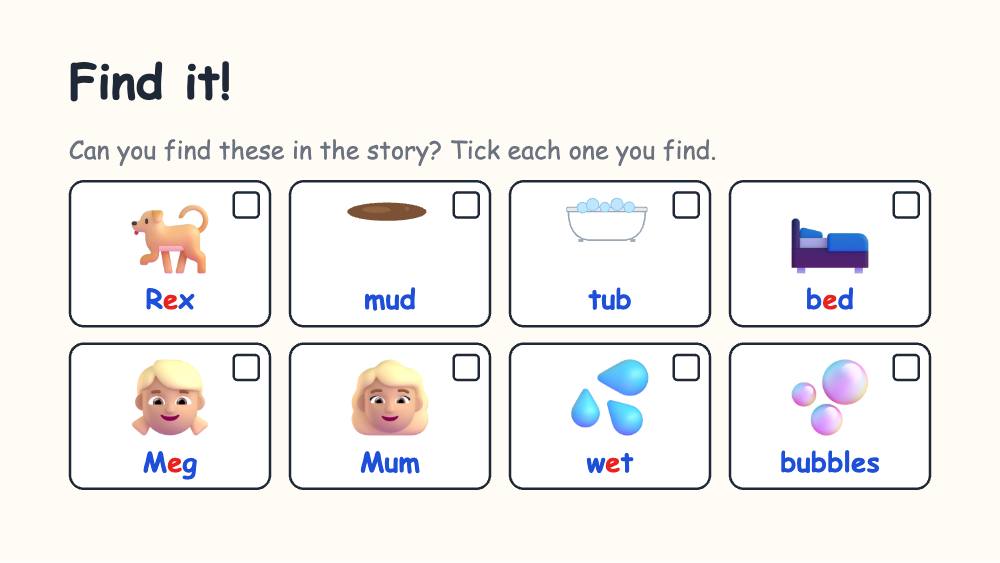 Find it!
Can you find these in the story? Tick each one you find.
Rex
mud
tub
bed
Meg
Mum
wet
bubbles